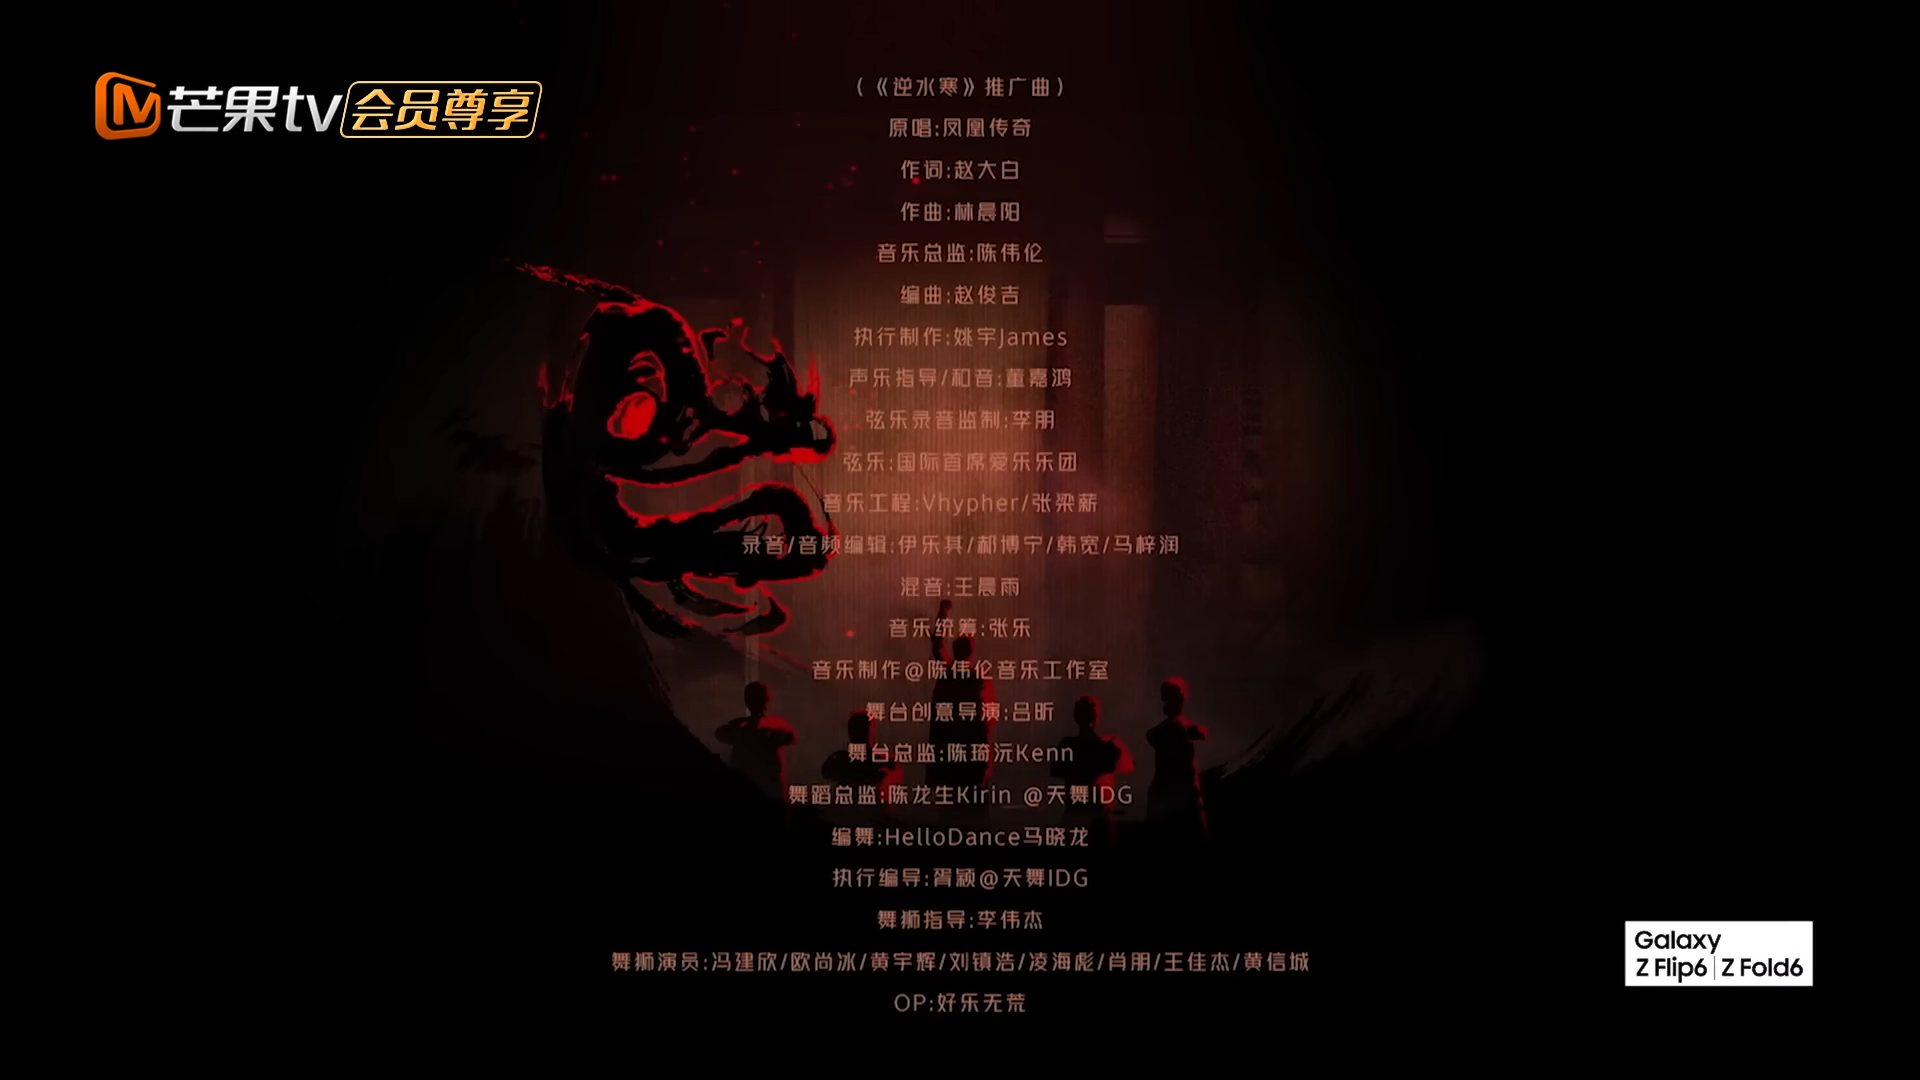 芒果tv会员尊享
(《逆水寒》推广曲)
原唱:凤凰传奇
作词:赵大白
作曲:林晨阳
音乐总监:陈伟伦
编曲:赵俊吉
执行制作:姚宇James
声乐指导/和音:董嘉鸿
弦乐录音监制:李朋
弦乐:国际首席爱乐乐团
音乐工程:Vhypher/张梁薪
录音/音频编辑:伊乐其/郝博宁/韩宽/马梓润
混音:王晨雨
音乐统筹:张乐
音乐制作@陈伟伦音乐工作室
舞台创意导演:吕昕
舞台总监:陈琦沅Kenn
舞蹈总监:陈龙生Kirin @天舞IDG
编舞:HelloDance马晓龙
执行编导:胥颍@天舞IDG
舞狮指导:李伟杰
舞狮演员:冯建欣/欧尚冰/黄宇辉/刘镇浩/凌海彪/肖朋/王佳杰/黄信城
OP:好乐无荒
Galaxy
Z Flip6 | Z Fold6